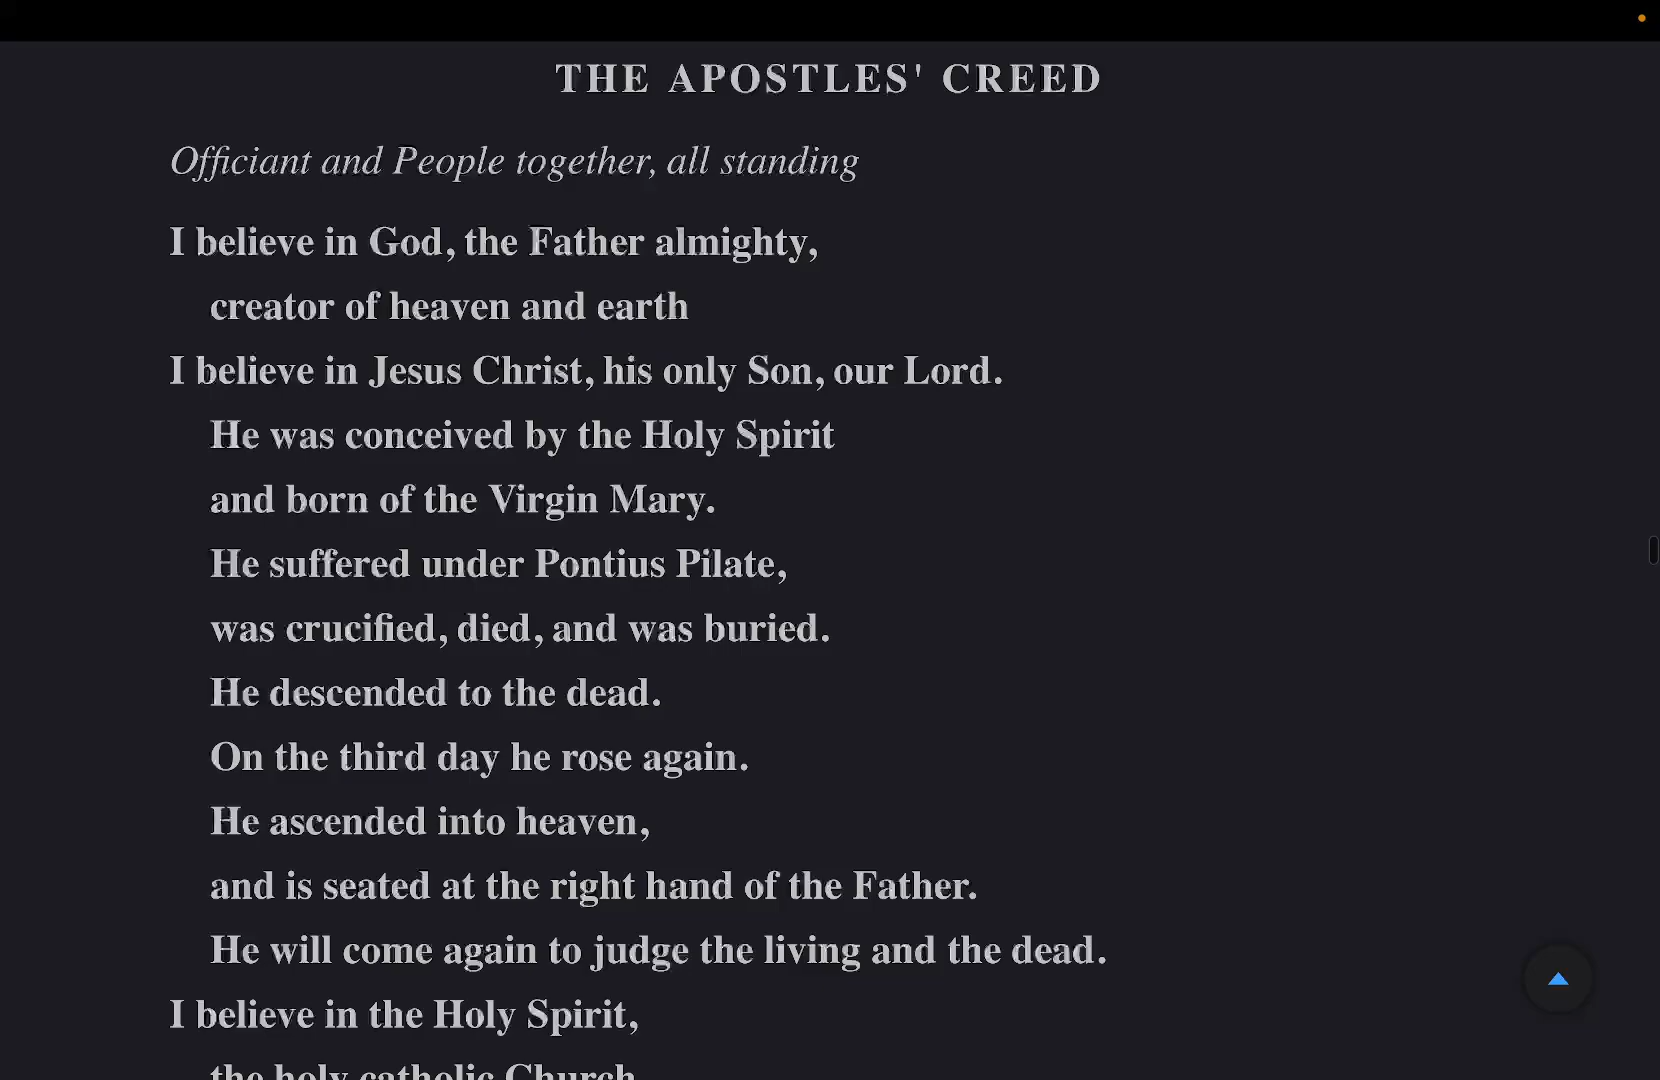 THE APOSTLES' CREED
Officiant and People together, all standing
I believe in God, the Father almighty,
creator of heaven and earth
I believe in Jesus Christ, his only Son, our Lord.
He was conceived by the Holy Spirit
and born of the Virgin Mary.
He suffered under Pontius Pilate,
was crucified, died, and was buried.
He descended to the dead.
On the third day he rose again.
He ascended into heaven,
and is seated at the right hand of the Father.
He will come again to judge the living and the dead.
I believe in the Holy Spirit,
the holy catholic Church